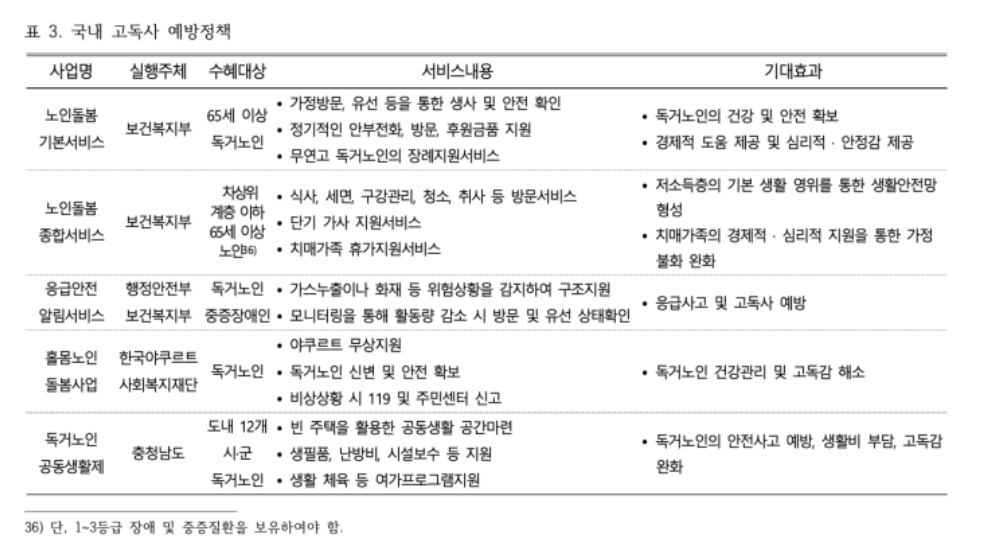 표 3. 국내 고독사 예방정책
사업명 실행주체 수혜대상 서비스내용 기대효과
노인돌봄
기본서비스
보건복지부
65세 이상
독거노인
• 가정방문, 유선 등을 통한 생사 및 안전 확인
• 정기적인 안부전화, 방문, 후원금품 지원
• 무연고 독거노인의 장례지원서비스
• 독거노인의 건강 및 안전 확보
• 경제적 도움 제공 및 심리적 · 안정감 제공
노인돌봄
종합서비스
보건복지부
차상위
계층 이하
65세 이상
노인36)
• 식사, 세면, 구강관리, 청소, 취사 등 방문서비스
• 단기 가사 지원서비스
• 치매가족 휴가지원서비스
• 저소득층의 기본 생활 영위를 통한 생활안전망
형성
• 치매가족의 경제적 · 심리적 지원을 통한 가정
불화 완화
응급안전
알림서비스
행정안전부
보건복지부
독거노인
중증장애인
• 가스누출이나 화재 등 위험상황을 감지하여 구조지원
• 모니터링을 통해 활동량 감소 시 방문 및 유선 상태확인
• 응급사고 및 고독사 예방
홀몸노인
돌봄사업
한국야쿠르트
사회복지재단
독거노인
• 야쿠르트 무상지원
• 독거노인 신변 및 안전 확보
• 비상상황 시 119 및 주민센터 신고
• 독거노인 건강관리 및 고독감 해소
독거노인
공동생활제
충청남도
도내 12개
시·군
독거노인
• 빈 주택을 활용한 공동생활 공간마련
• 생필품, 난방비, 시설보수 등 지원
• 생활 체육 등 여가프로그램지원
• 독거노인의 안전사고 예방, 생활비 부담, 고독감
완화
36) 단, 1~3등급 장애 및 중증질환을 보유하여야 함.